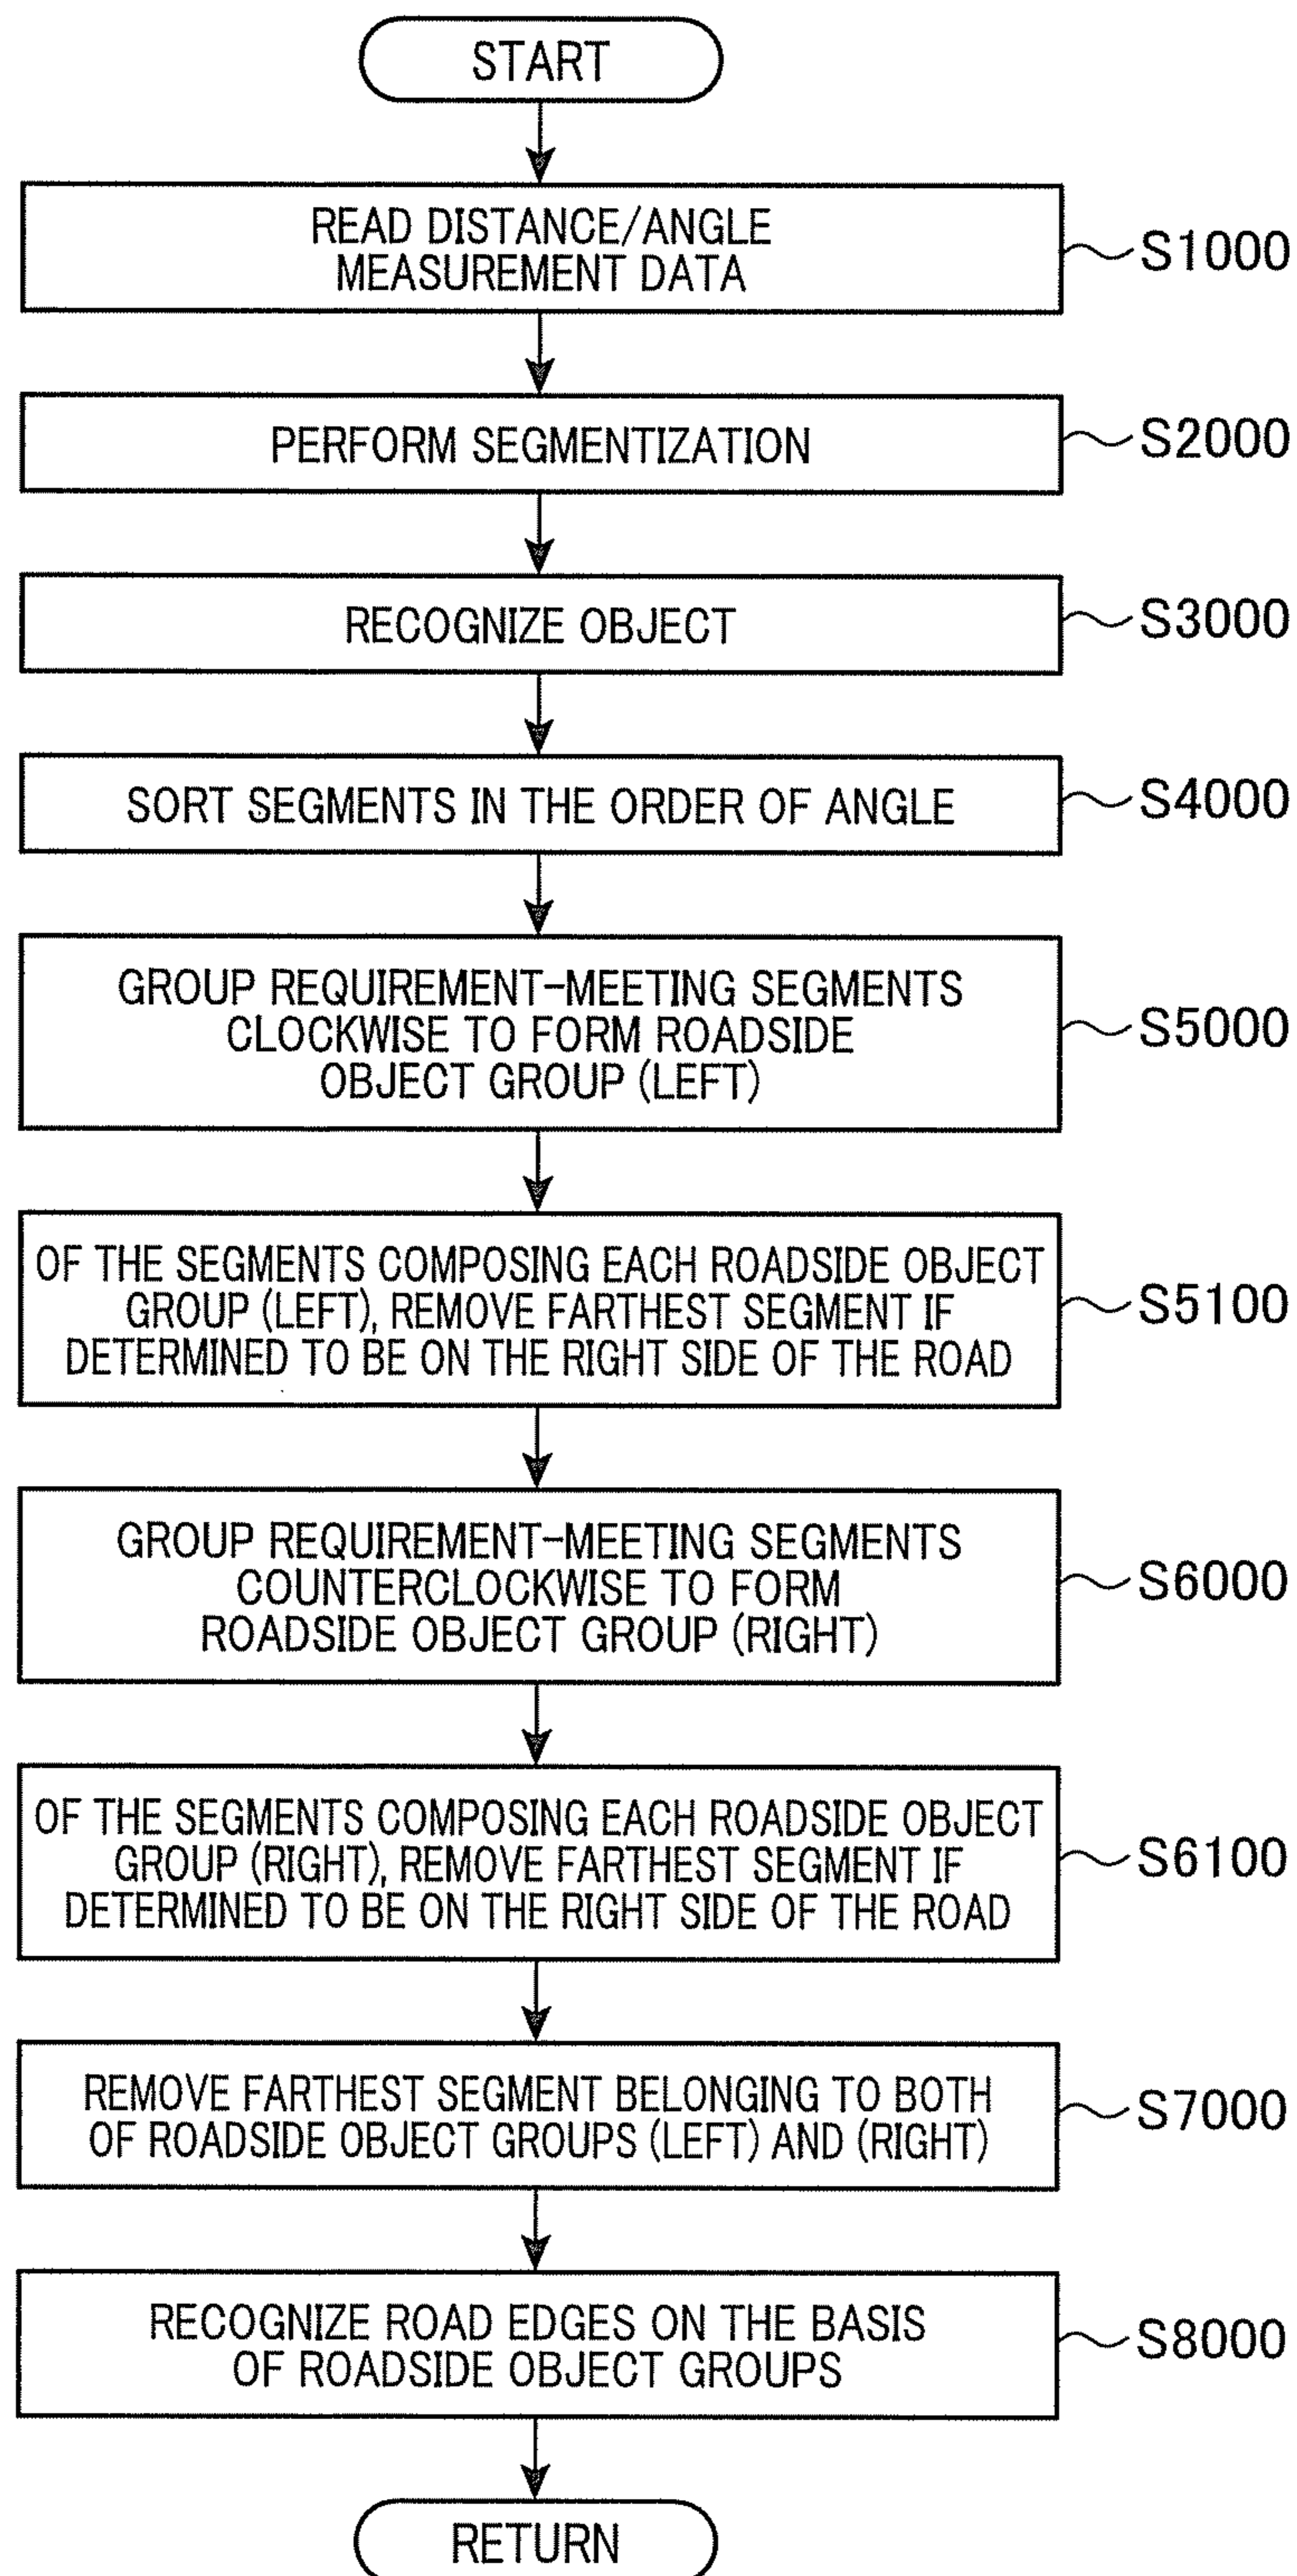 START
READ DISTANCE/ANGLE
MEASUREMENT DATA
S1000
PERFORM SEGMENTIZATION
S2000
RECOGNIZE OBJECT
S3000
SORT SEGMENTS IN THE ORDER OF ANGLE
S4000
GROUP REQUIREMENT-MEETING SEGMENTS
CLOCKWISE TO FORM ROADSIDE
OBJECT GROUP (LEFT)
S5000
OF THE SEGMENTS COMPOSING EACH ROADSIDE OBJECT
GROUP (LEFT), REMOVE FARTHEST SEGMENT IF
DETERMINED TO BE ON THE RIGHT SIDE OF THE ROAD
S5100
GROUP REQUIREMENT-MEETING SEGMENTS
COUNTERCLOCKWISE TO FORM
ROADSIDE OBJECT GROUP (RIGHT)
S6000
OF THE SEGMENTS COMPOSING EACH ROADSIDE OBJECT
GROUP (RIGHT), REMOVE FARTHEST SEGMENT IF
DETERMINED TO BE ON THE RIGHT SIDE OF THE ROAD
S6100
REMOVE FARTHEST SEGMENT BELONGING TO BOTH
OF ROADSIDE OBJECT GROUPS (LEFT) AND (RIGHT)
S7000
RECOGNIZE ROAD EDGES ON THE BASIS
OF ROADSIDE OBJECT GROUPS
S8000
RETURN